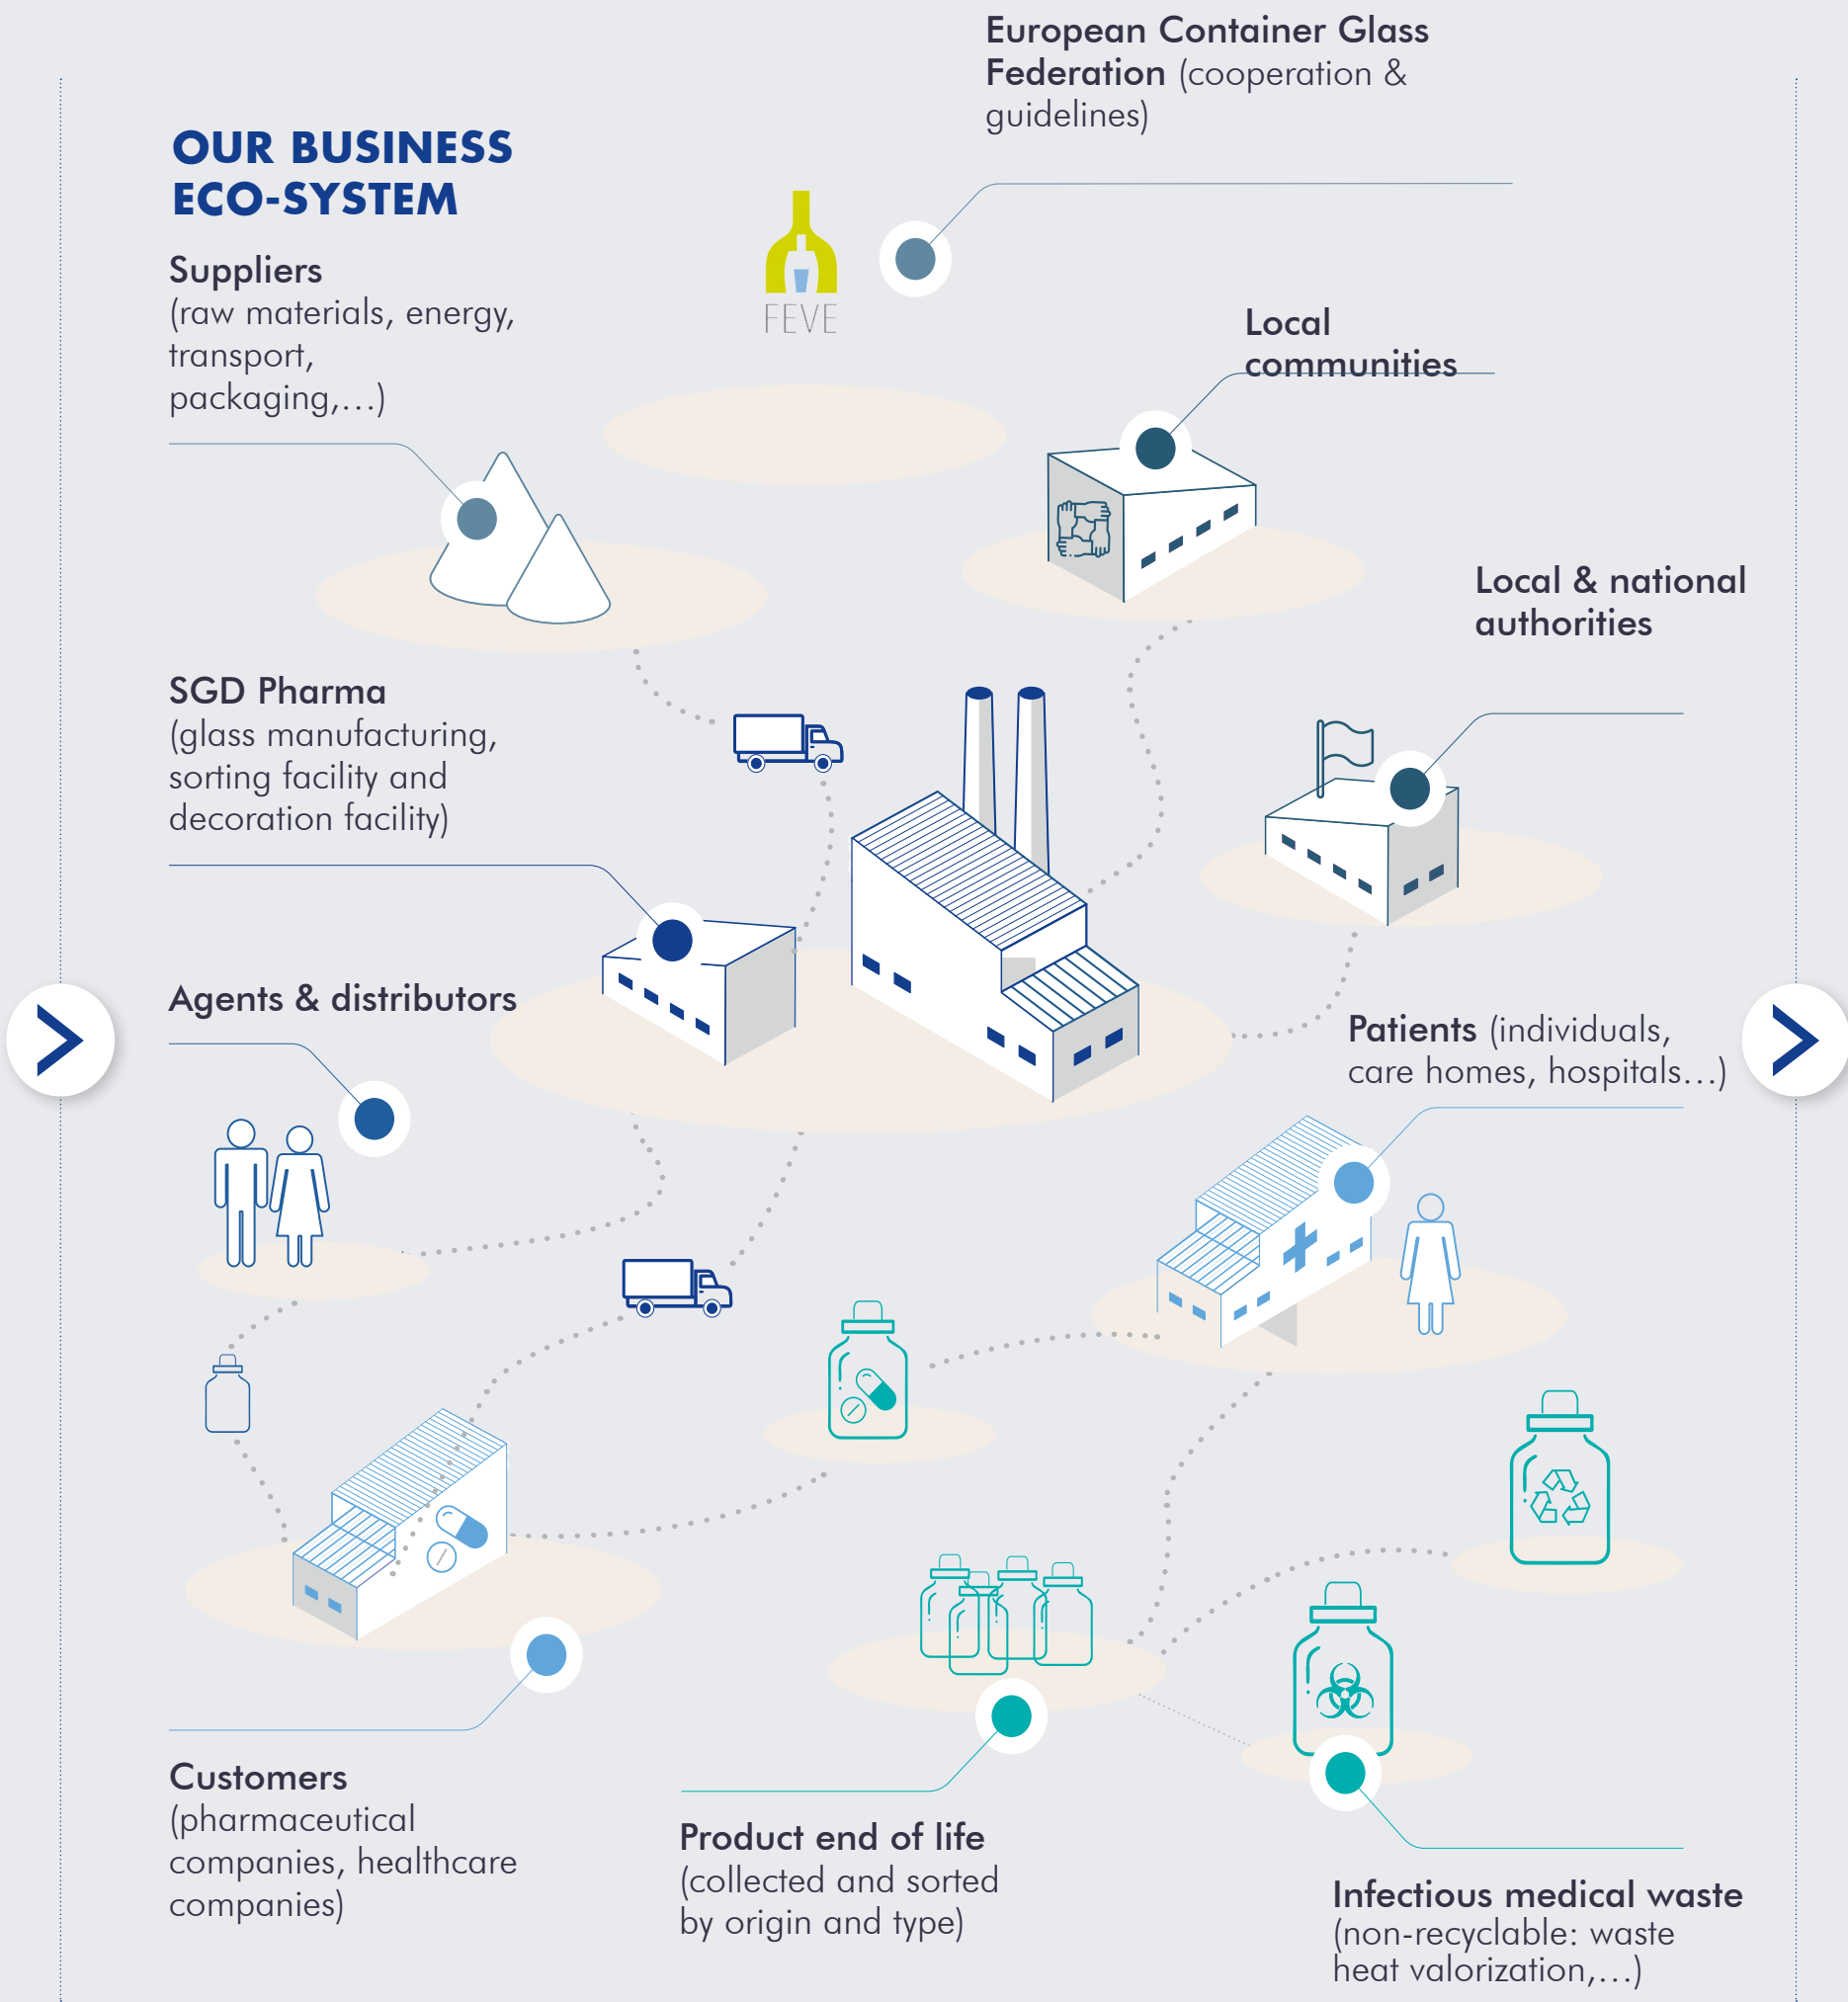 OUR BUSINESS
ECO-SYSTEM
European Container Glass
Federation (cooperation &
guidelines)
FEVE
Suppliers
(raw materials, energy,
transport,
packaging,...)
Local
communities
Local & national
authorities
SGD Pharma
(glass manufacturing,
sorting facility and
decoration facility)
Agents & distributors
Patients (individuals,
care homes, hospitals...)
Customers
(pharmaceutical
companies, healthcare
companies)
Product end of life
(collected and sorted
by origin and type)
Infectious medical waste
(non-recyclable: waste
heat valorization,...)